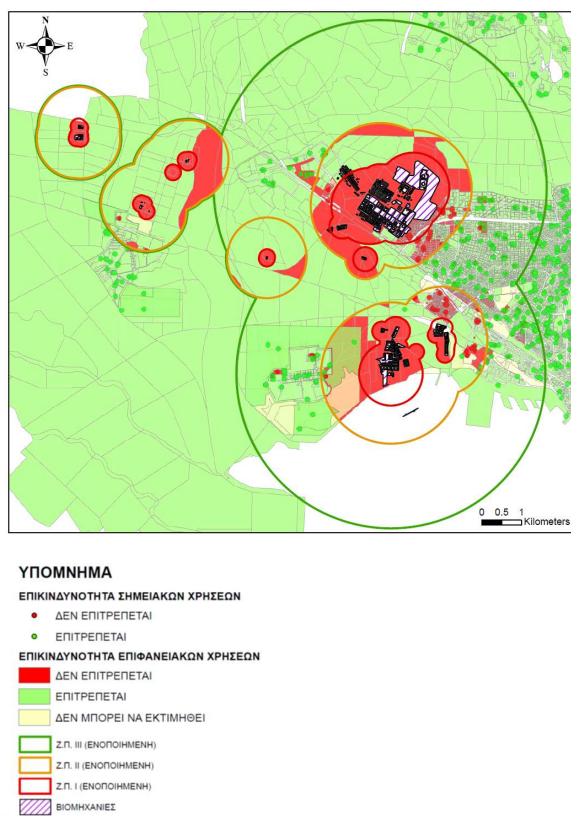 N
W E
S
0 0.5 1
Kilometers
ΥΠΟΜΝΗΜΑ
ΕΠΙΚΙΝΔΥΝΟΤΗΤΑ ΣΗΜΕΙΑΚΩΝ ΧΡΗΣΕΩΝ
ΔΕΝ ΕΠΙΤΡΕΠΕΤΑΙ
ΕΠΙΤΡΕΠΕΤΑΙ
ΕΠΙΚΙΝΔΥΝΟΤΗΤΑ ΕΠΙΦΑΝΕΙΑΚΩΝ ΧΡΗΣΕΩΝ
ΔΕΝ ΕΠΙΤΡΕΠΕΤΑΙ
ΕΠΙΤΡΕΠΕΤΑΙ
ΔΕΝ ΜΠΟΡΕΙ ΝΑ ΕΚΤΙΜΗΘΕΙ
Ζ.Π. III (ΕΝΟΠΟΙΗΜΕΝΗ)
Ζ.Π. II (ΕΝΟΠΟΙΗΜΕΝΗ)
Ζ.Π. I (ΕΝΟΠΟΙΗΜΕΝΗ)
ΒΙΟΜΗΧΑΝΙΕΣ